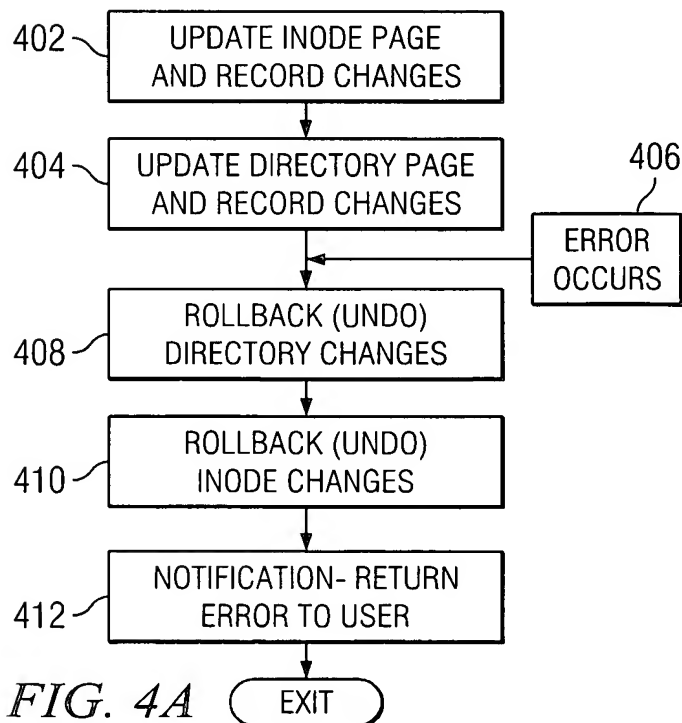 402
UPDATE INODE PAGE
AND RECORD CHANGES
404
UPDATE DIRECTORY PAGE
AND RECORD CHANGES
406
ERROR
OCCURS
408
ROLLBACK (UNDO)
DIRECTORY CHANGES
410
ROLLBACK (UNDO)
INODE CHANGES
412
NOTIFICATION- RETURN
ERROR TO USER
FIG. 4A
EXIT